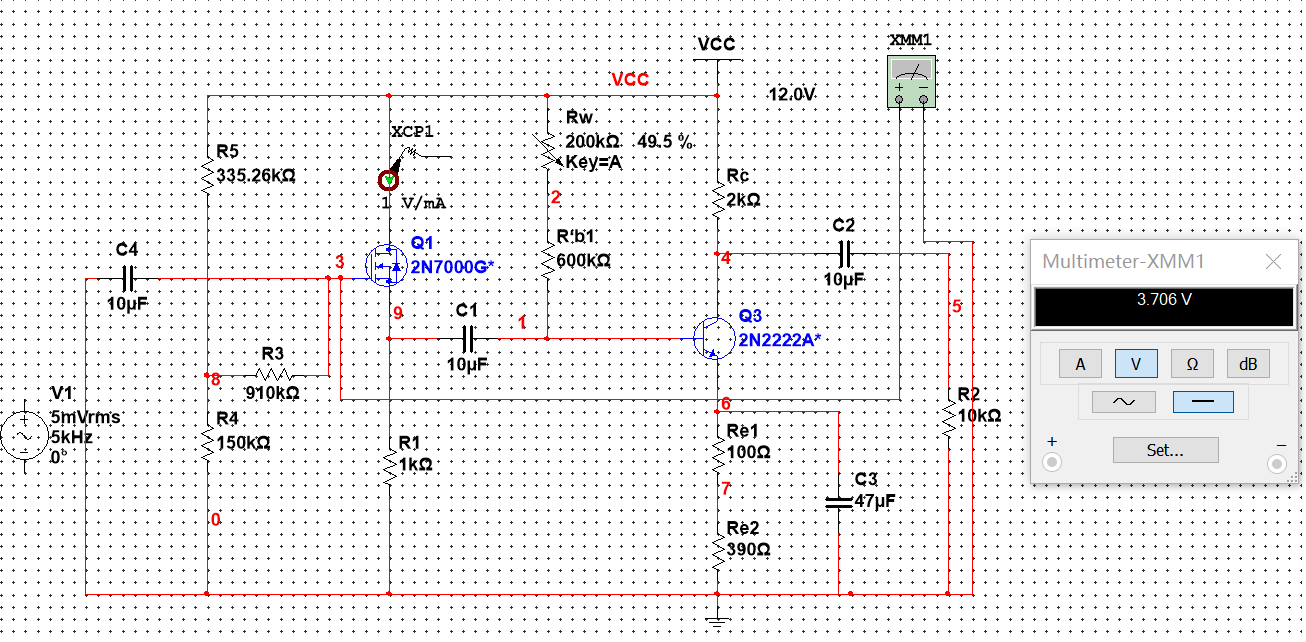 VCC
XMM1
VCC
12.0V
Rw
200kΩ 49.5 %
Key=A
XCP1
R5
335.26kΩ
Rc
2kΩ
1 V/mA
2
C2
10µF
R'b1
600kΩ
Q1
2N7000G*
3
C4
10µF
4
Multimeter-XMM1
3.706 V
9
C1
10µF
1
Q3
2N2222A*
5
R3
910kΩ
8
V1
5mVrms
5kHz
0°
R4
150kΩ
R1
1kΩ
6
Re1
100Ω
R2
10kΩ
A V Ω dB
+ Set... −
7
C3
47µF
0
Re2
390Ω